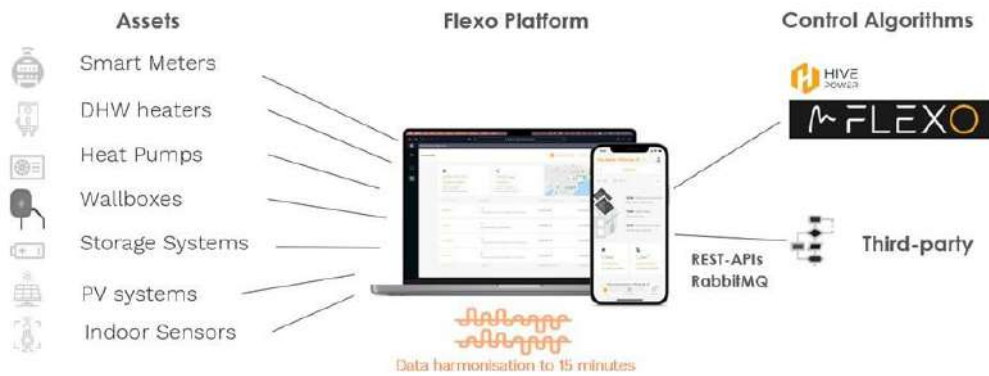 Assets
Flexo Platform
Control Algorithms
Smart Meters
DHW heaters
Heat Pumps
Wallboxes
Storage Systems
PV systems
Indoor Sensors
HIVE
POWER
FLEXO
Third-party
REST-APIs
RabbitMQ
Data harmonisation to 15 minutes